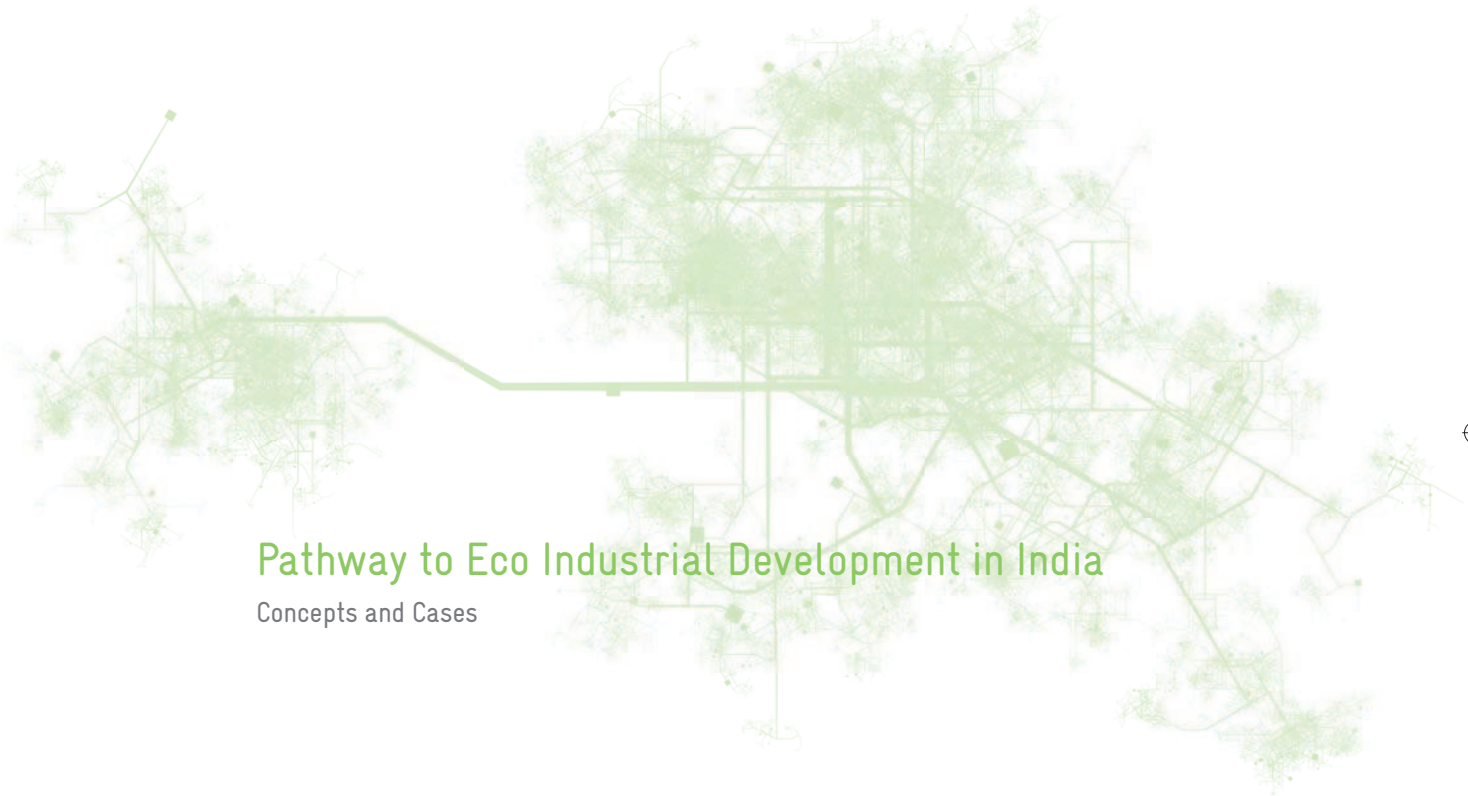 Pathway to Eco Industrial Development in India
Concepts and Cases